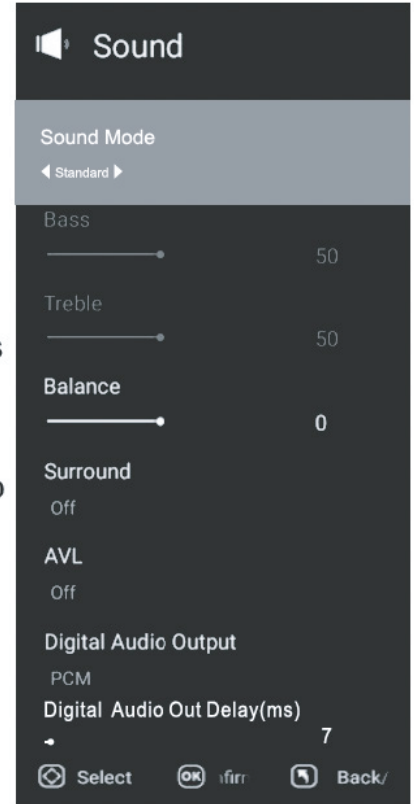 Sound
Sound Mode
Standard
Bass
50
Treble
50
Balance
0
Surround
Off
AVL
Off
Digital Audio Output
PCM
Digital Audio Out Delay(ms)
7
Select OK Back/